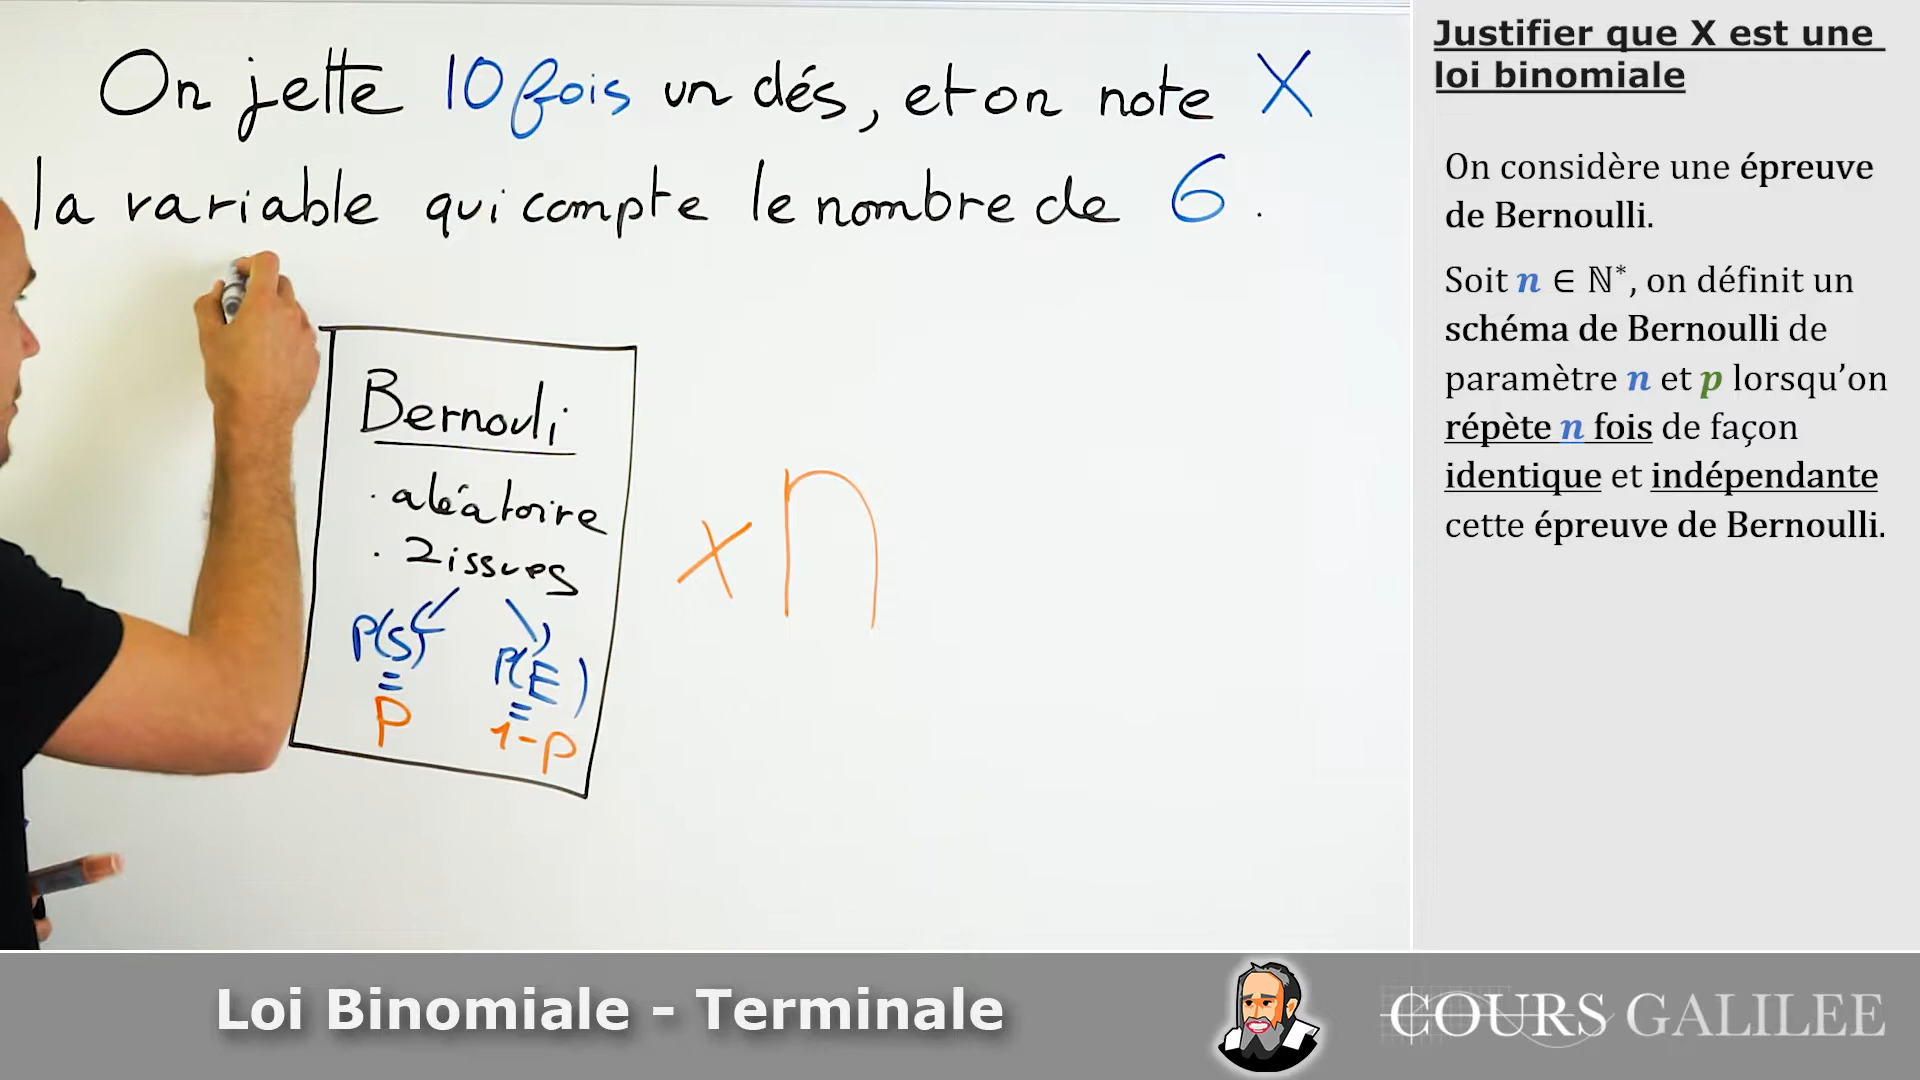 On jette 10 fois un dés, et on note X
la variable qui compte le nombre de 6.
Bernouli
· aléatoire
· 2 issues
P(S) P(E)
= =
p 1-p
× n
Justifier que X est une
loi binomiale
On considère une épreuve
de Bernoulli.
Soit n ∈ ℕ*, on définit un
schéma de Bernoulli de
paramètre n et p lorsqu'on
répète n fois de façon
identique et indépendante
cette épreuve de Bernoulli.
Loi Binomiale - Terminale
COURS GALILEE